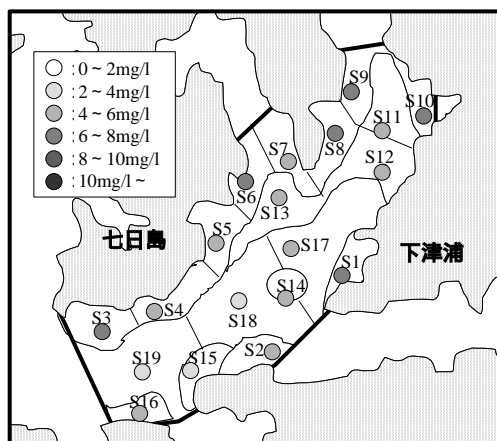 ○ : 0 ~ 2mg/l
: 2 ~ 4mg/l
: 4 ~ 6mg/l
: 6 ~ 8mg/l
: 8 ~ 10mg/l
: 10mg/l ~
S9
S10
S11
S8
S7
S12
S6
S13
S5
七日島
S17
下津浦
S1
S14
S4
S18
S3
S2
S15
S19
S16